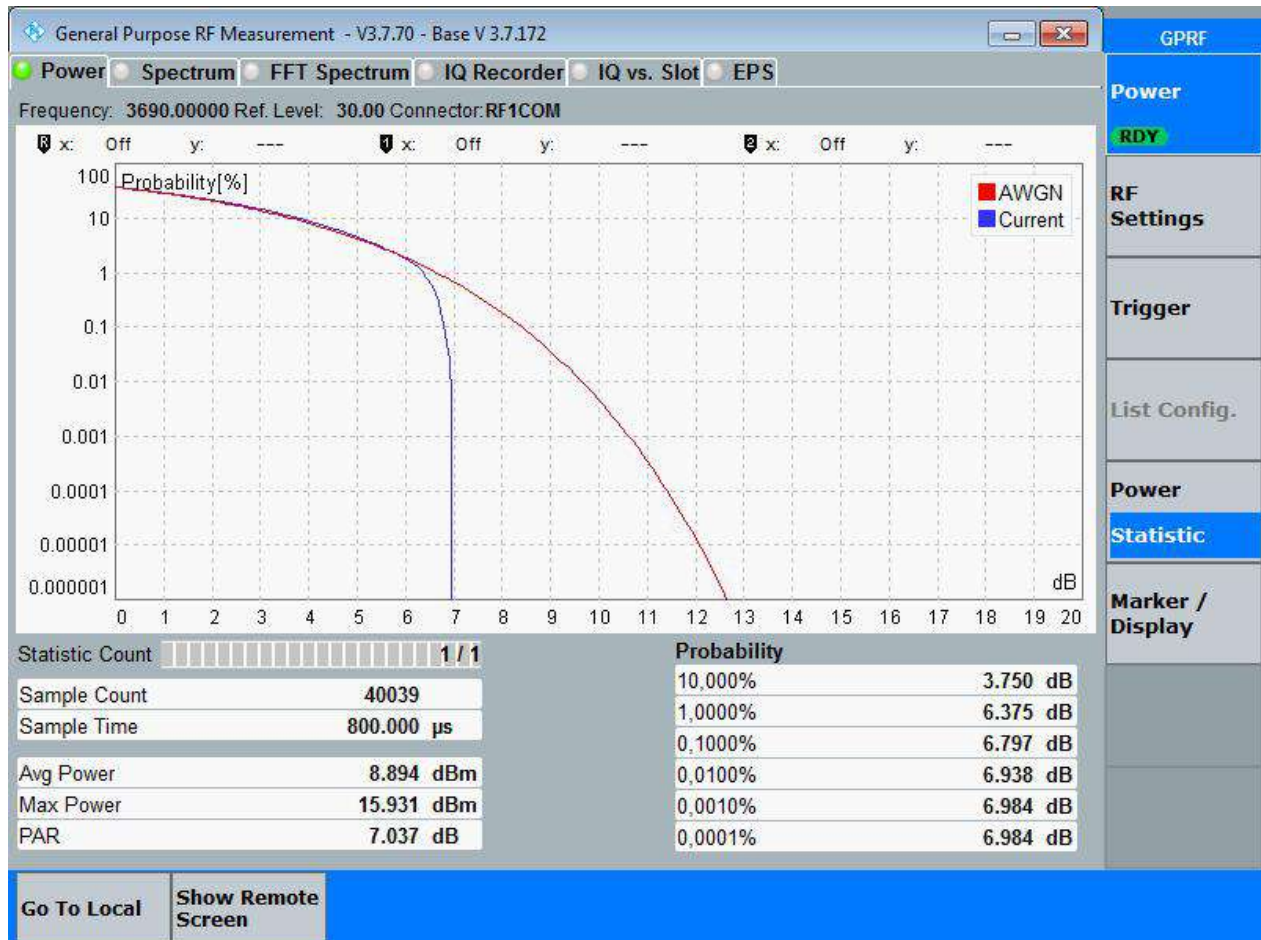 General Purpose RF Measurement - V3.7.70 - Base V 3.7.172
GPRF
Power Spectrum FFT Spectrum IQ Recorder IQ vs. Slot EPS
Frequency: 3690.00000 Ref. Level: 30.00 Connector: RF1COM
R x: Off y: --- 1 x: Off y: --- 2 x: Off y: ---
Probability[%]
100
10
1
0.1
0.01
0.001
0.0001
0.00001
0.000001
AWGN
Current
dB
0 1 2 3 4 5 6 7 8 9 10 11 12 13 14 15 16 17 18 19 20
Statistic Count 1 / 1
Sample Count 40039
Sample Time 800.000 µs
Avg Power 8.894 dBm
Max Power 15.931 dBm
PAR 7.037 dB
Probability
10,000% 3.750 dB
1,0000% 6.375 dB
0,1000% 6.797 dB
0,0100% 6.938 dB
0,0010% 6.984 dB
0,0001% 6.984 dB
Power
RDY
RF
Settings
Trigger
List Config.
Power
Statistic
Marker /
Display
Go To Local
Show Remote
Screen